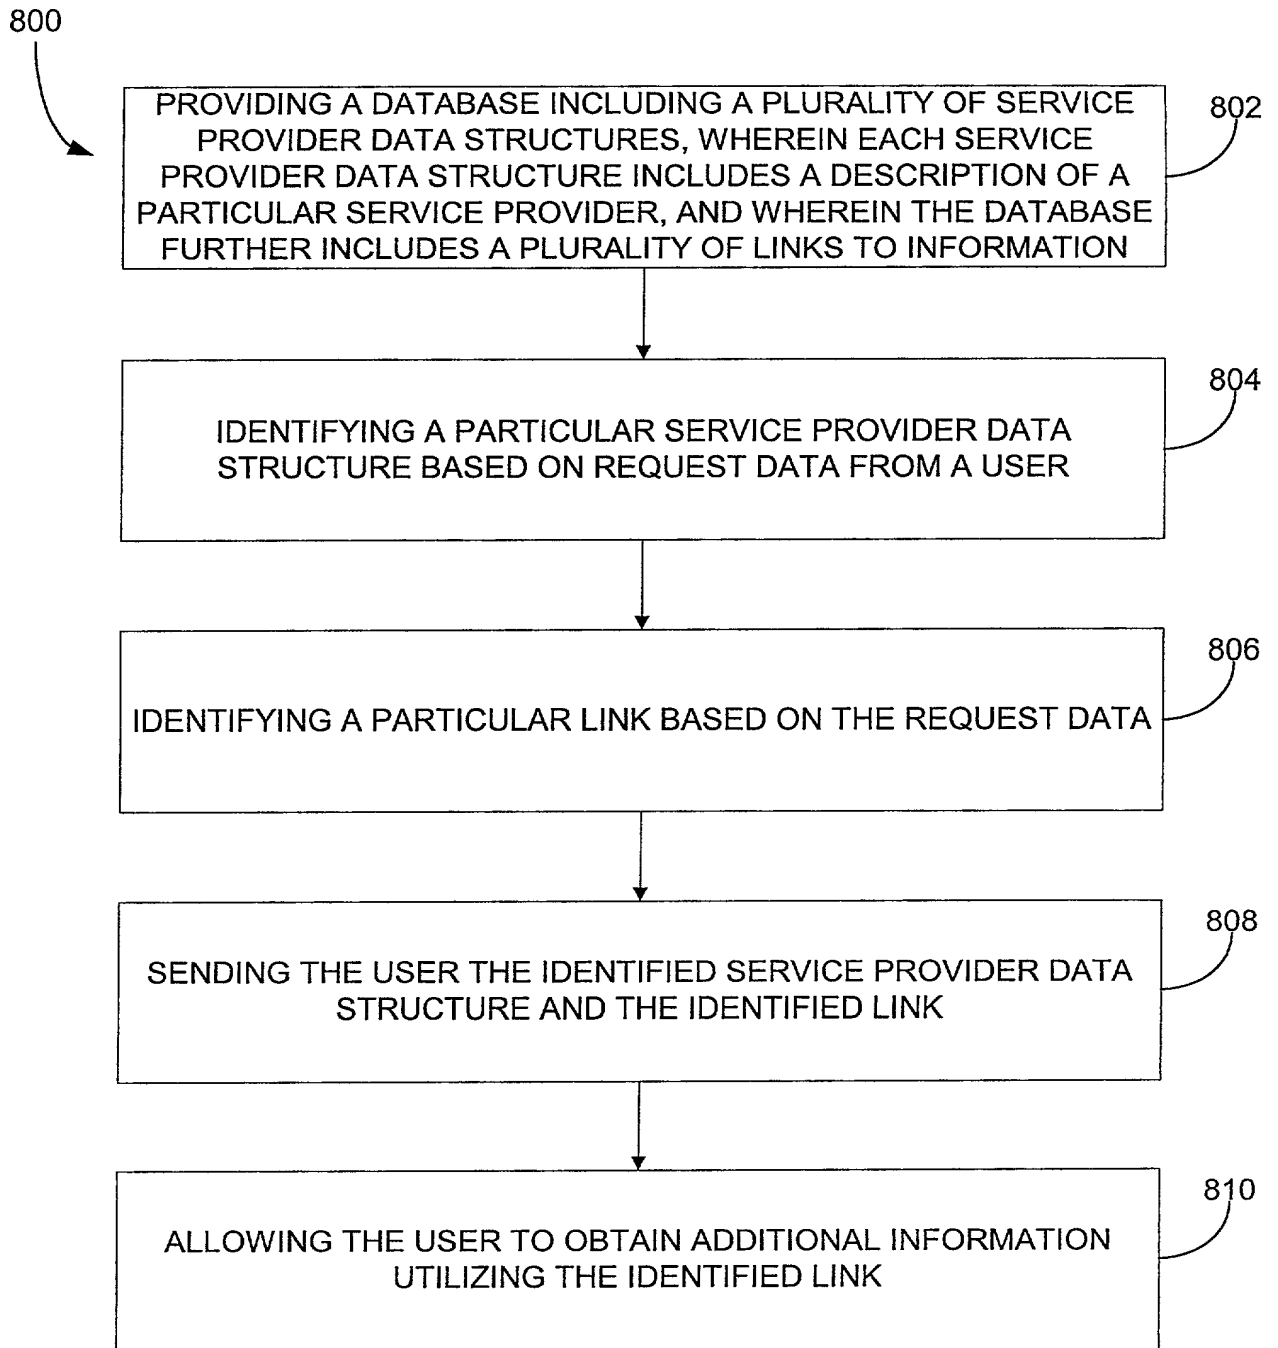 800
PROVIDING A DATABASE INCLUDING A PLURALITY OF SERVICE
PROVIDER DATA STRUCTURES, WHEREIN EACH SERVICE
PROVIDER DATA STRUCTURE INCLUDES A DESCRIPTION OF A
PARTICULAR SERVICE PROVIDER, AND WHEREIN THE DATABASE
FURTHER INCLUDES A PLURALITY OF LINKS TO INFORMATION
802
IDENTIFYING A PARTICULAR SERVICE PROVIDER DATA
STRUCTURE BASED ON REQUEST DATA FROM A USER
804
IDENTIFYING A PARTICULAR LINK BASED ON THE REQUEST DATA
806
SENDING THE USER THE IDENTIFIED SERVICE PROVIDER DATA
STRUCTURE AND THE IDENTIFIED LINK
808
ALLOWING THE USER TO OBTAIN ADDITIONAL INFORMATION
UTILIZING THE IDENTIFIED LINK
810